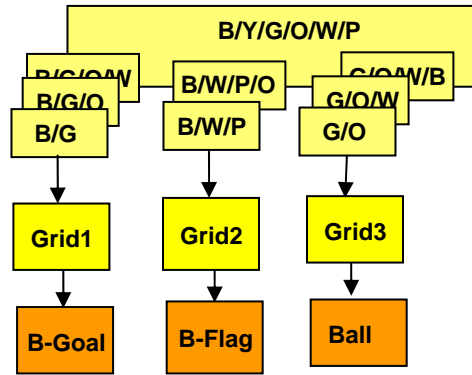 B/Y/G/O/W/P
B/G/O/W
B/G/O
B/G
B/W/P/O
B/W/P
G/O/W/B
G/O/W
G/O
Grid1
Grid2
Grid3
B-Goal
B-Flag
Ball